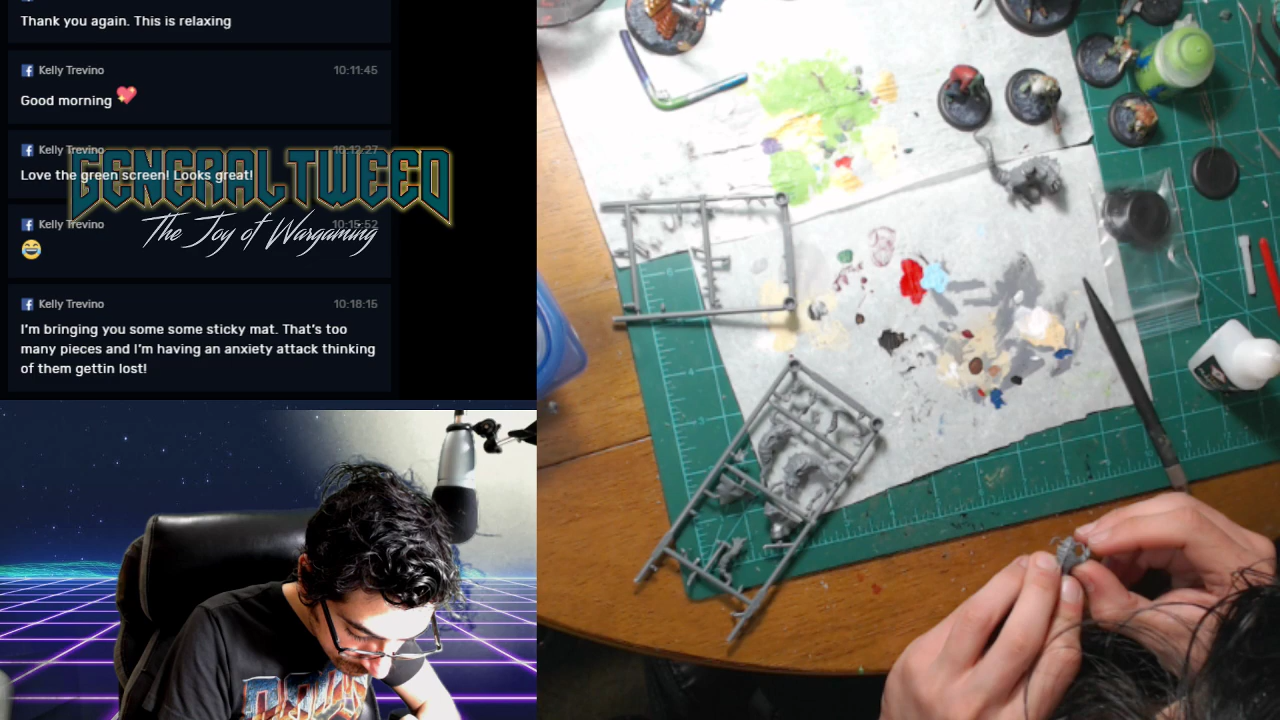 Thank you again. This is relaxing
Kelly Trevino 10:11:45
Good morning 💖
Kelly Trevino 10:12:27
Love the green screen! Looks great!
GENERAL TWEED
The Joy of Wargaming
Kelly Trevino 10:15:52
😂
Kelly Trevino 10:18:15
I'm bringing you some some sticky mat. That's too
many pieces and I'm having an anxiety attack thinking
of them gettin lost!